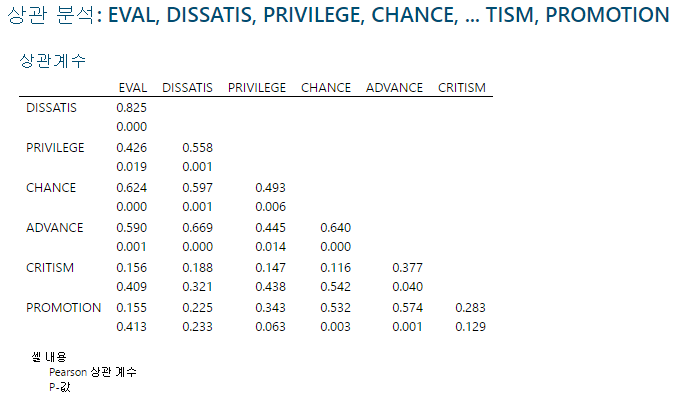 상관 분석: EVAL, DISSATIS, PRIVILEGE, CHANCE, ... TISM, PROMOTION
상관계수
EVAL DISSATIS PRIVILEGE CHANCE ADVANCE CRITISM
DISSATIS 0.825
0.000
PRIVILEGE 0.426 0.558
0.019 0.001
CHANCE 0.624 0.597 0.493
0.000 0.001 0.006
ADVANCE 0.590 0.669 0.445 0.640
0.001 0.000 0.014 0.000
CRITISM 0.156 0.188 0.147 0.116 0.377
0.409 0.321 0.438 0.542 0.040
PROMOTION 0.155 0.225 0.343 0.532 0.574 0.283
0.413 0.233 0.063 0.003 0.001 0.129
셀 내용
Pearson 상관 계수
P-값